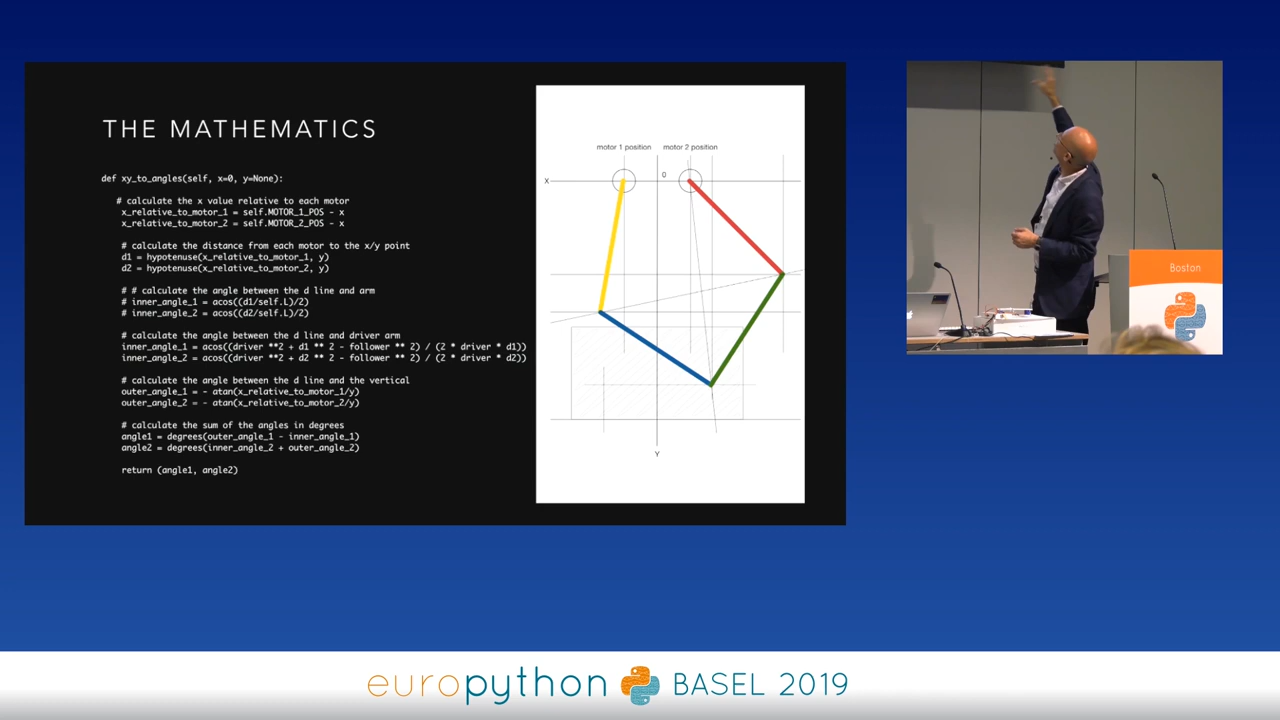 THE MATHEMATICS
def xy_to_angles(self, x=0, y=None):
# calculate the x value relative to each motor
x_relative_to_motor_1 = self.MOTOR_1_POS - x
x_relative_to_motor_2 = self.MOTOR_2_POS - x
# calculate the distance from each motor to the x/y point
d1 = hypotenuse(x_relative_to_motor_1, y)
d2 = hypotenuse(x_relative_to_motor_2, y)
# # calculate the angle between the d line and arm
# inner_angle_1 = acos((d1/self.L)/2)
# inner_angle_2 = acos((d2/self.L)/2)
# calculate the angle between the d line and driver arm
inner_angle_1 = acos((driver **2 + d1 ** 2 - follower ** 2) / (2 * driver * d1))
inner_angle_2 = acos((driver **2 + d2 ** 2 - follower ** 2) / (2 * driver * d2))
# calculate the angle between the d line and the vertical
outer_angle_1 = - atan(x_relative_to_motor_1/y)
outer_angle_2 = - atan(x_relative_to_motor_2/y)
# calculate the sum of the angles in degrees
angle1 = degrees(outer_angle_1 - inner_angle_1)
angle2 = degrees(inner_angle_2 + outer_angle_2)
return (angle1, angle2)
motor 1 position motor 2 position
X 0
Y
Boston
europython BASEL 2019